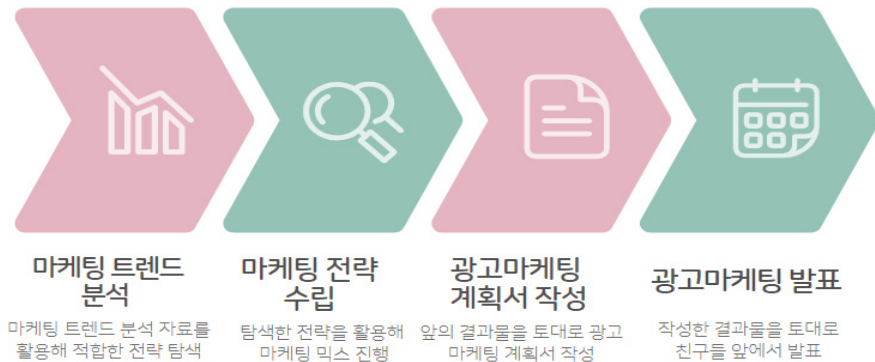 마케팅 트렌드
분석
마케팅 트렌드 분석 자료를
활용해 적합한 전략 탐색
마케팅 전략
수립
탐색한 전략을 활용해
마케팅 믹스 진행
광고마케팅
계획서 작성
앞의 결과물을 토대로 광고
마케팅 계획서 작성
광고마케팅 발표
작성한 결과물을 토대로
친구들 앞에서 발표